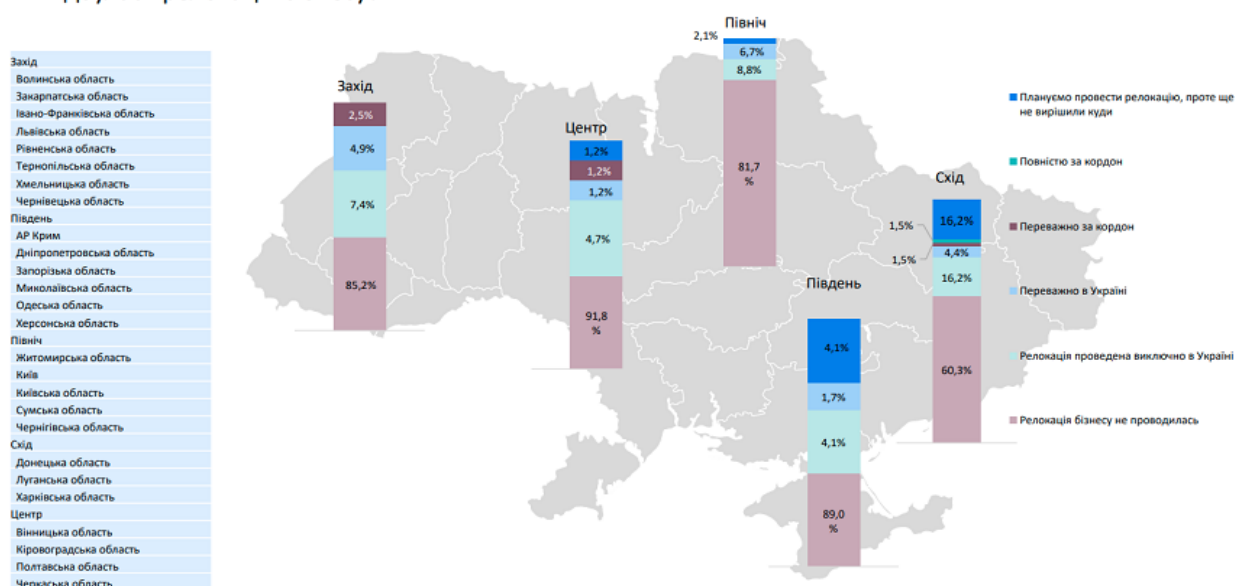 Захід
Волинська область
Закарпатська область
Івано-Франківська область
Львівська область
Рівненська область
Тернопільська область
Хмельницька область
Чернівецька область
Південь
АР Крим
Дніпропетровська область
Запорізька область
Миколаївська область
Одеська область
Херсонська область
Північ
Житомирська область
Київ
Київська область
Сумська область
Чернігівська область
Схід
Донецька область
Луганська область
Харківська область
Центр
Вінницька область
Кіровоградська область
Полтавська область
Черкаська область
Захід
2,5%
4,9%
7,4%
85,2%
Центр
1,2%
1,2%
1,2%
4,7%
91,8
%
Північ
2,1%
6,7%
8,8%
81,7
%
Південь
4,1%
1,7%
4,1%
89,0
%
Схід
16,2%
1,5%
1,5%
4,4%
16,2%
60,3%
Плануємо провести релокацію, проте ще
не вирішили куди
Повністю за кордон
Переважно за кордон
Переважно в Україні
Релокація проведена виключно в Україні
Релокація бізнесу не проводилась